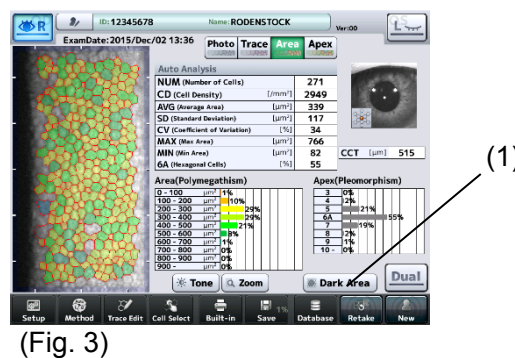 R
ID: 12345678 Name: RODENSTOCK Ver:00
L
ExamDate:2015/Dec/02 13:36
Photo Trace Area Apex
Auto Analysis
NUM (Number of Cells) 271
CD (Cell Density) [/mm²] 2949
AVG (Average Area) [μm²] 339
SD (Standard Deviation) [μm²] 117
CV (Coefficient of Variation) [%] 34
MAX (Max Area) [μm²] 766
MIN (Min Area) [μm²] 82
6A (Hexagonal Cells) [%] 55
CCT [μm] 515
(1)
Area(Polymegathism)
0 - 100 μm² 1%
100 - 200 μm² 10%
200 - 300 μm² 29%
300 - 400 μm² 29%
400 - 500 μm² 21%
500 - 600 μm² 8%
600 - 700 μm² 1%
700 - 800 μm² 0%
800 - 900 μm² 0%
900 - μm² 0%
Apex(Pleomorphism)
3 0%
4 2%
5 21%
6A 55%
7 19%
8 2%
9 1%
10 - 0%
Tone Zoom Dark Area Dual
Setup Method Trace Edit Cell Select Built-in Save 1% Database Retake New
(Fig. 3)